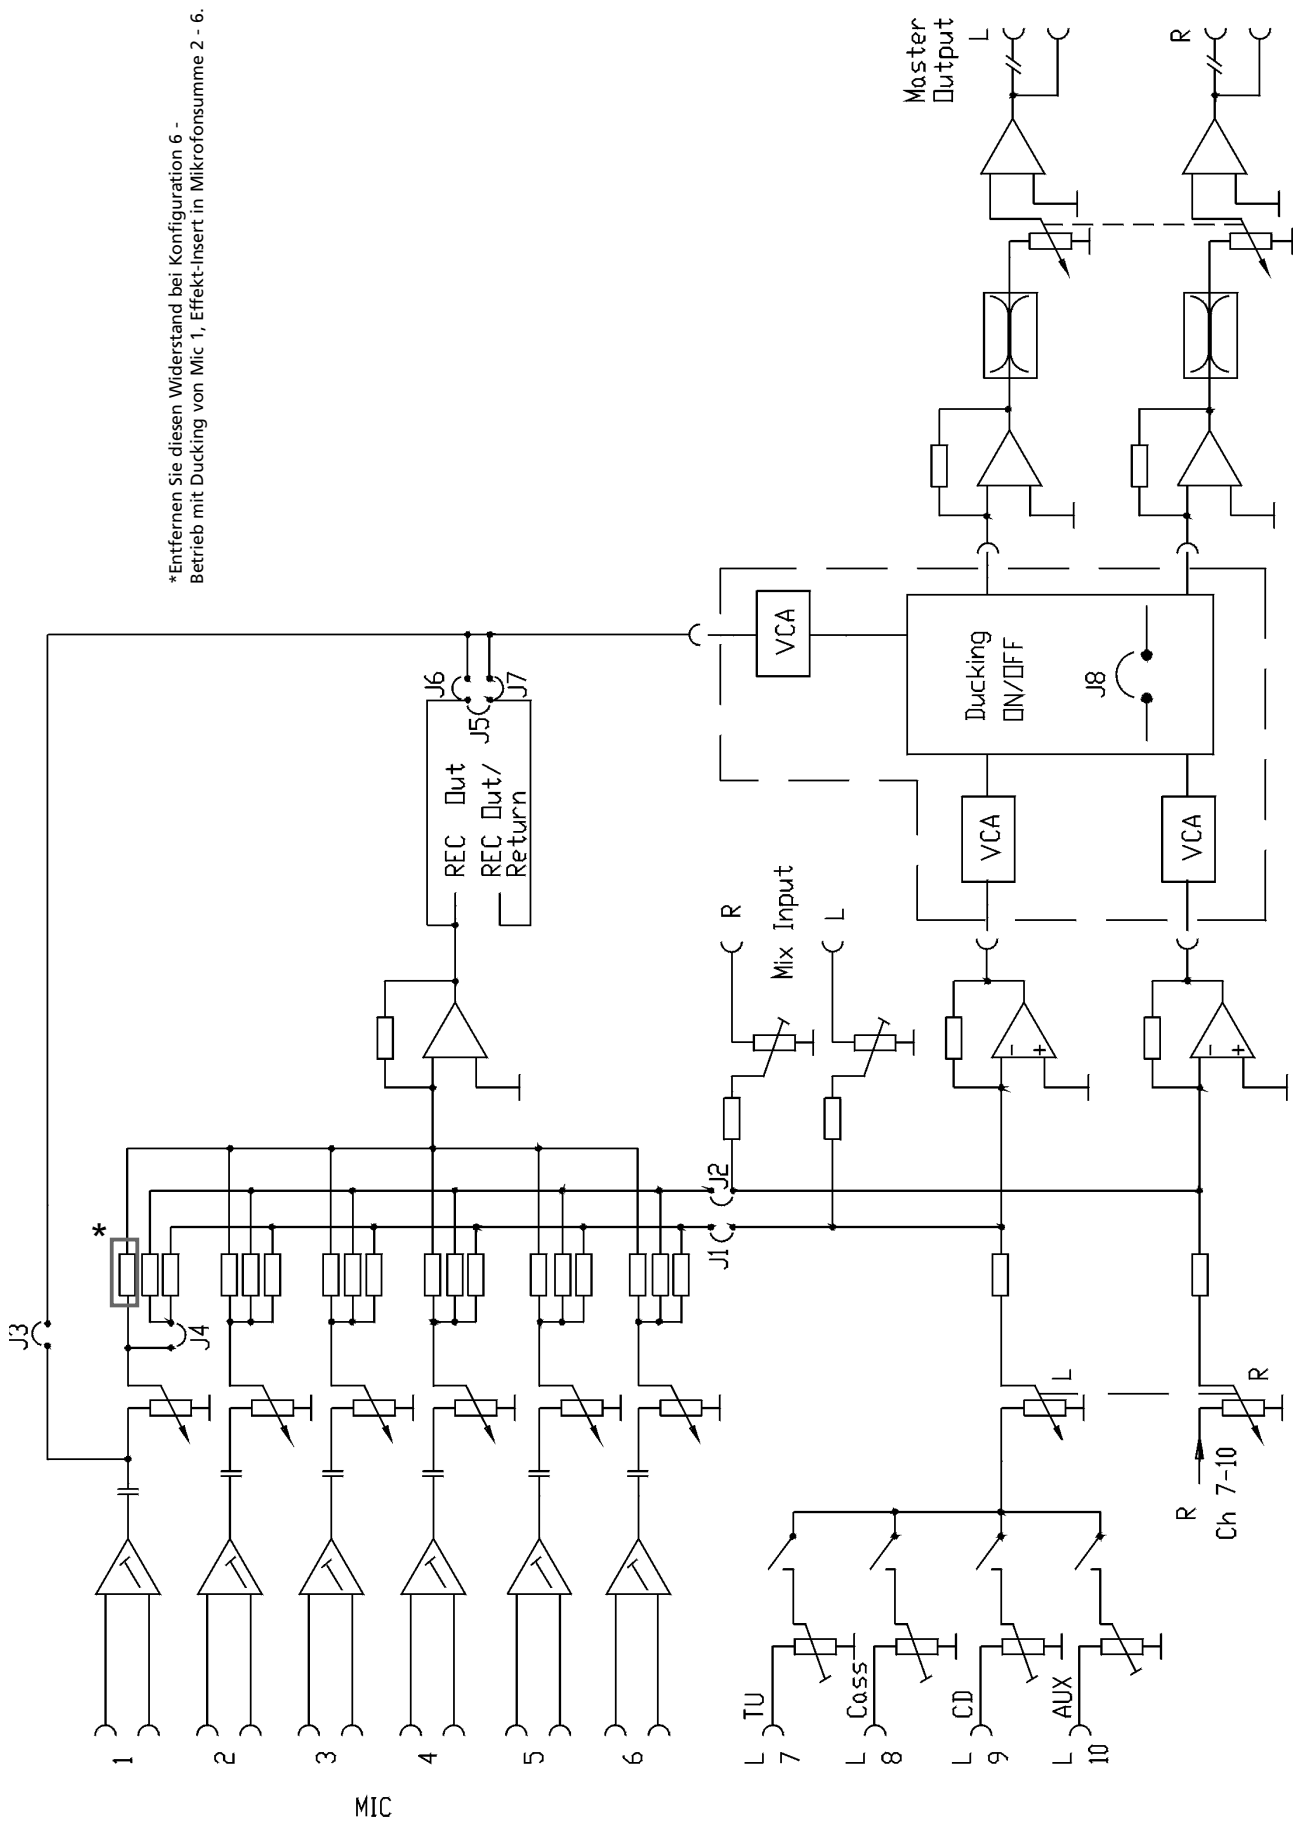 *Entfernen Sie diesen Widerstand bei Konfiguration 6 -
Betrieb mit Ducking von Mic 1, Effekt-Insert in Mikrofonsumme 2 - 6.
MIC
1
2
3
4
5
6
L
7
TU
L
8
Cass
L
9
CD
L
10
AUX
R
Ch 7-10
L
R
J3
J4
*
J1
J2
REC Out
REC Out/
Return
J5
J6
J7
R
Mix Input
L
-
+
-
+
VCA
VCA
VCA
Ducking
ON/OFF
J8
Master
Output
L
R